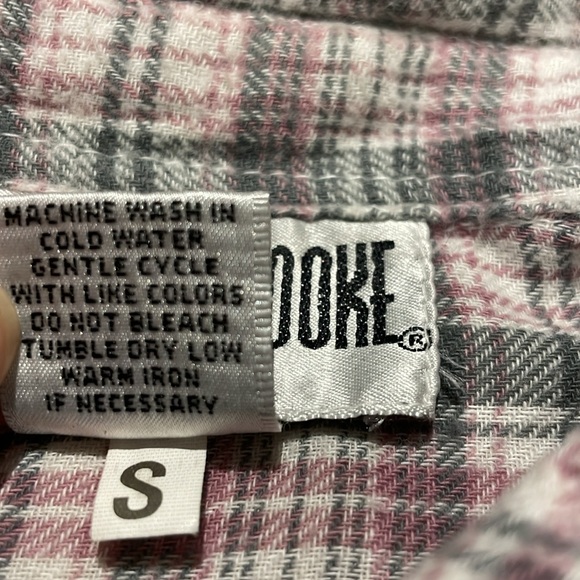 MACHINE WASH IN
COLD WATER
GENTLE CYCLE
WITH LIKE COLORS
DO NOT BLEACH
TUMBLE DRY LOW
WARM IRON
IF NECESSARY
OOKE®
S